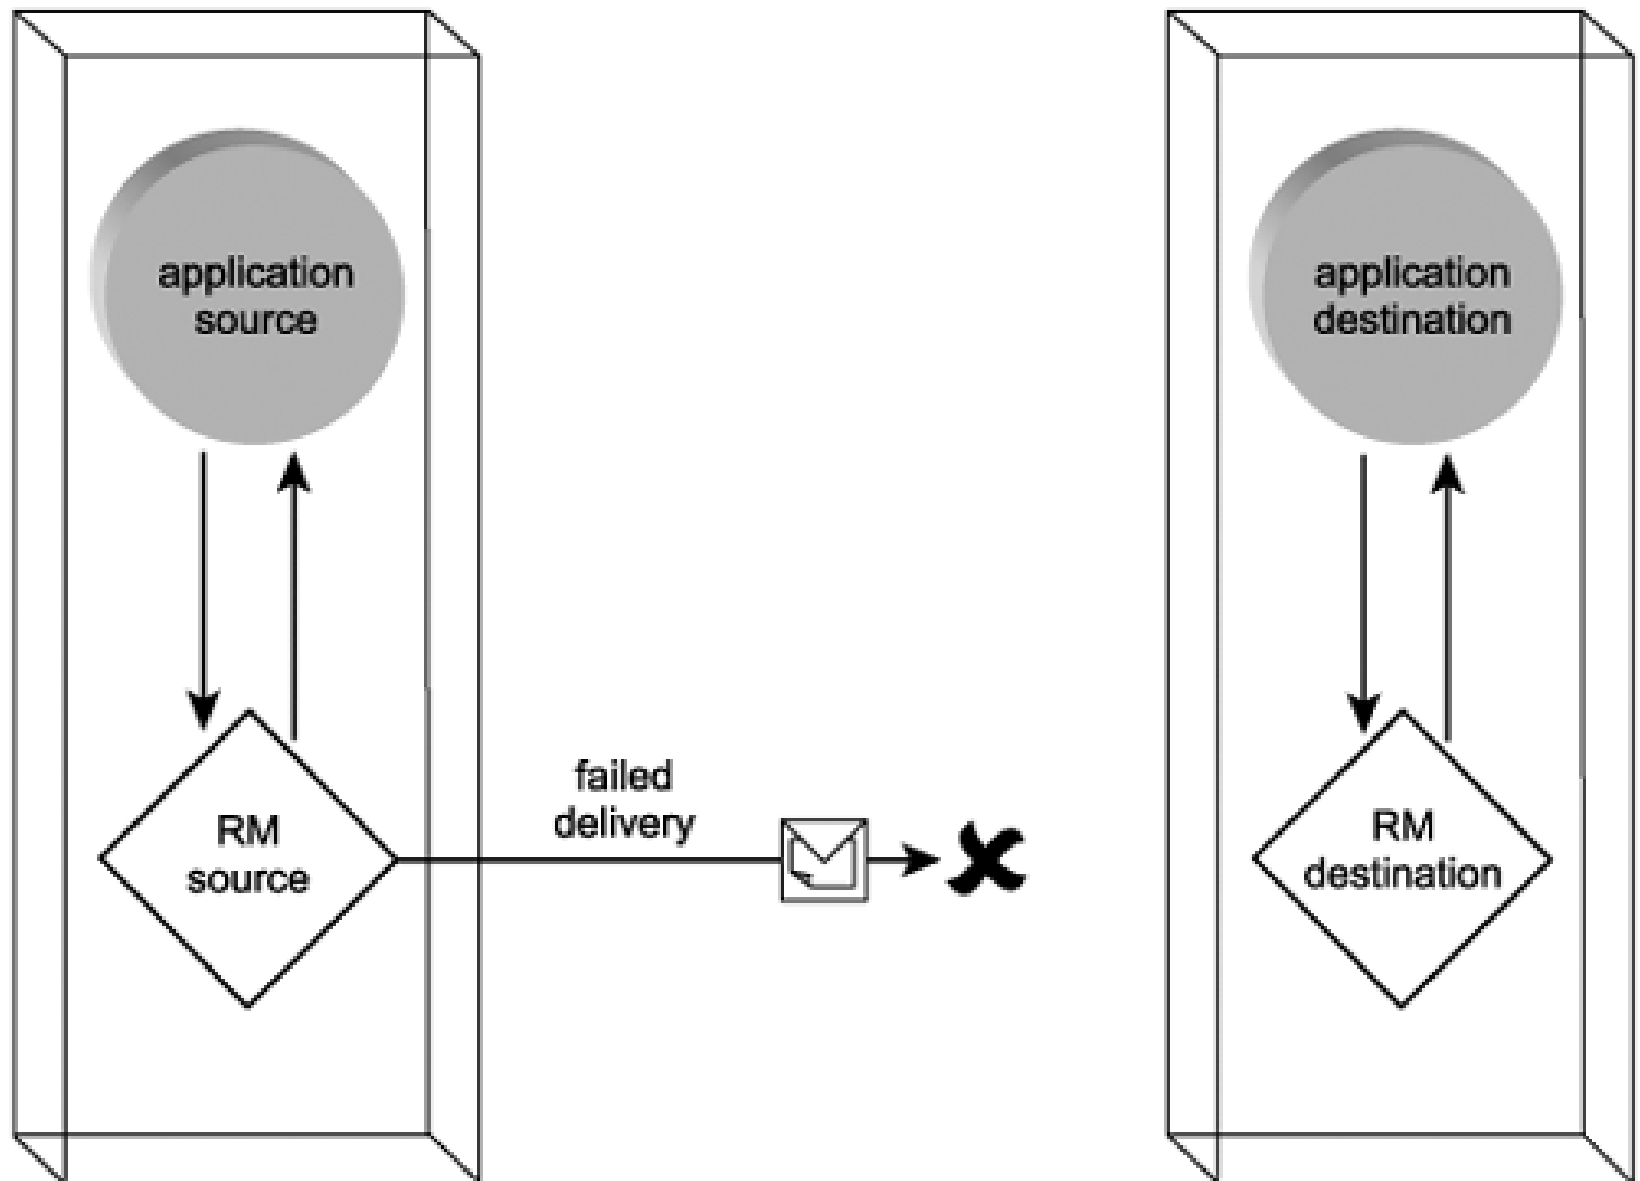 application
source
application
destination
failed
delivery
RM
source
RM
destination